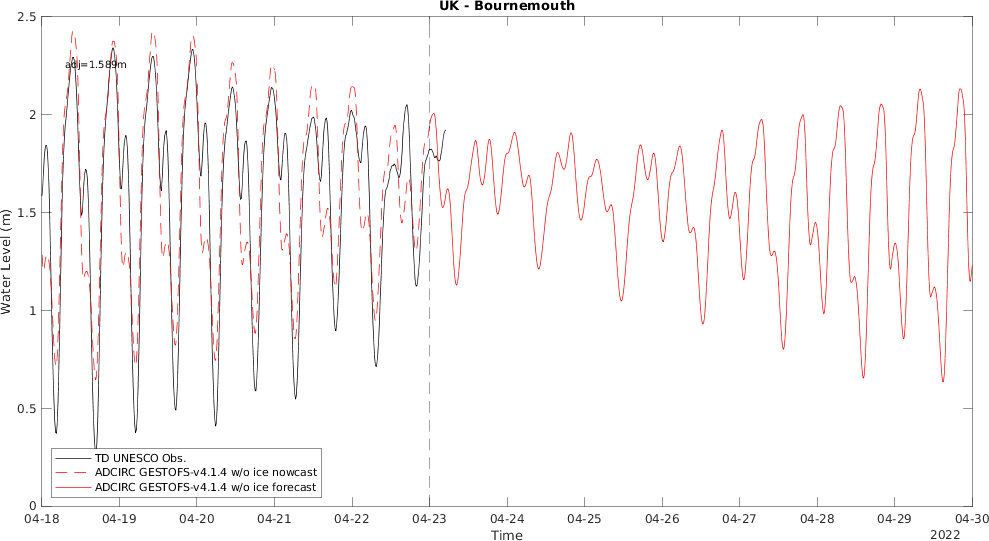 UK - Bournemouth
2.5
2
1.5
1
0.5
0
Water Level (m)
adj=1.589m
TD UNESCO Obs.
ADCIRC GESTOFS-v4.1.4 w/o ice nowcast
ADCIRC GESTOFS-v4.1.4 w/o ice forecast
04-18 04-19 04-20 04-21 04-22 04-23 04-24 04-25 04-26 04-27 04-28 04-29 04-30
Time
2022